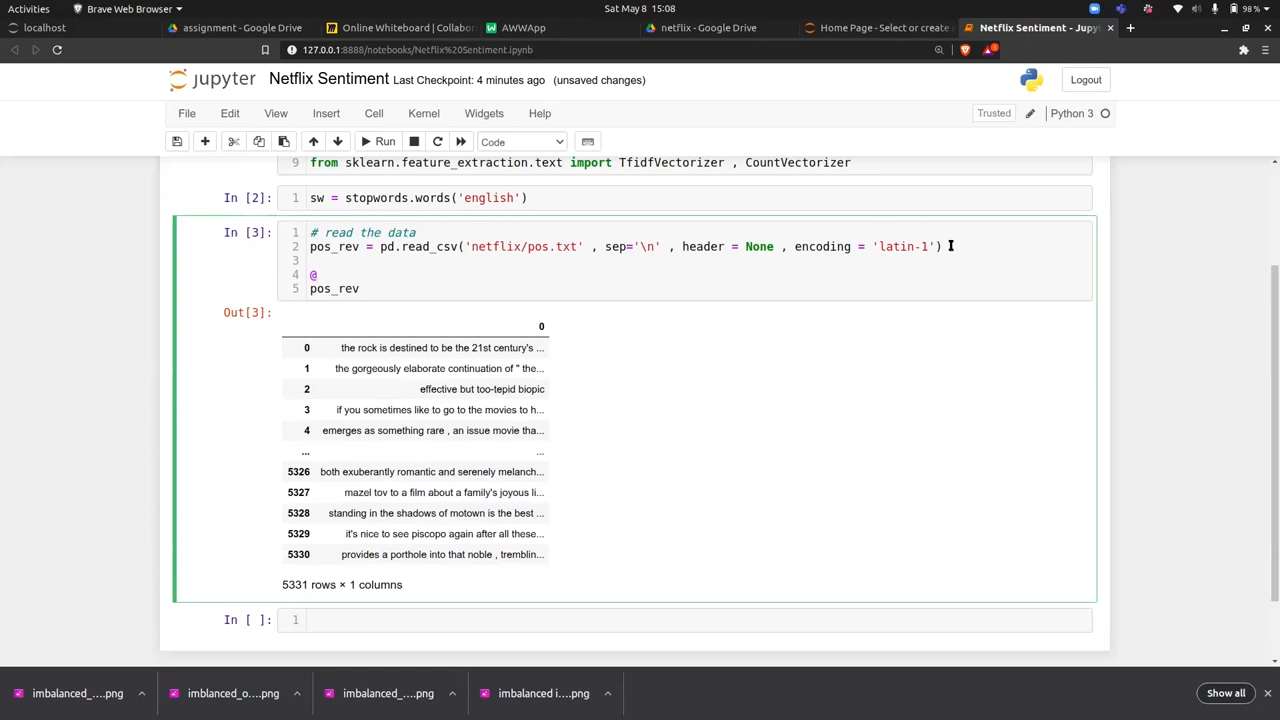 Activities Brave Web Browser Sat May 8 15:08 98%
localhost assignment - Google Drive Online Whiteboard | Collabor AWWApp netflix - Google Drive Home Page - Select or create Netflix Sentiment - Jupyt
127.0.0.1:8888/notebooks/Netflix%20Sentiment.ipynb
jupyter Netflix Sentiment Last Checkpoint: 4 minutes ago (unsaved changes) Logout
File Edit View Insert Cell Kernel Widgets Help Trusted Python 3
Run Code
9 from sklearn.feature_extraction.text import TfidfVectorizer , CountVectorizer
In [2]: 1 sw = stopwords.words('english')
In [3]: 1 # read the data
2 pos_rev = pd.read_csv('netflix/pos.txt' , sep='\n' , header = None , encoding = 'latin-1')
3
4 @
5 pos_rev
Out[3]:
0
0 the rock is destined to be the 21st century's ...
1 the gorgeously elaborate continuation of " the...
2 effective but too-tepid biopic
3 if you sometimes like to go to the movies to h...
4 emerges as something rare , an issue movie tha...
... ...
5326 both exuberantly romantic and serenely melanch...
5327 mazel tov to a film about a family's joyous li...
5328 standing in the shadows of motown is the best ...
5329 it's nice to see piscopo again after all these...
5330 provides a porthole into that noble , tremblin...
5331 rows × 1 columns
In [ ]: 1
imbalanced_....png imblanced_o....png imbalanced_....png imbalanced i....png Show all